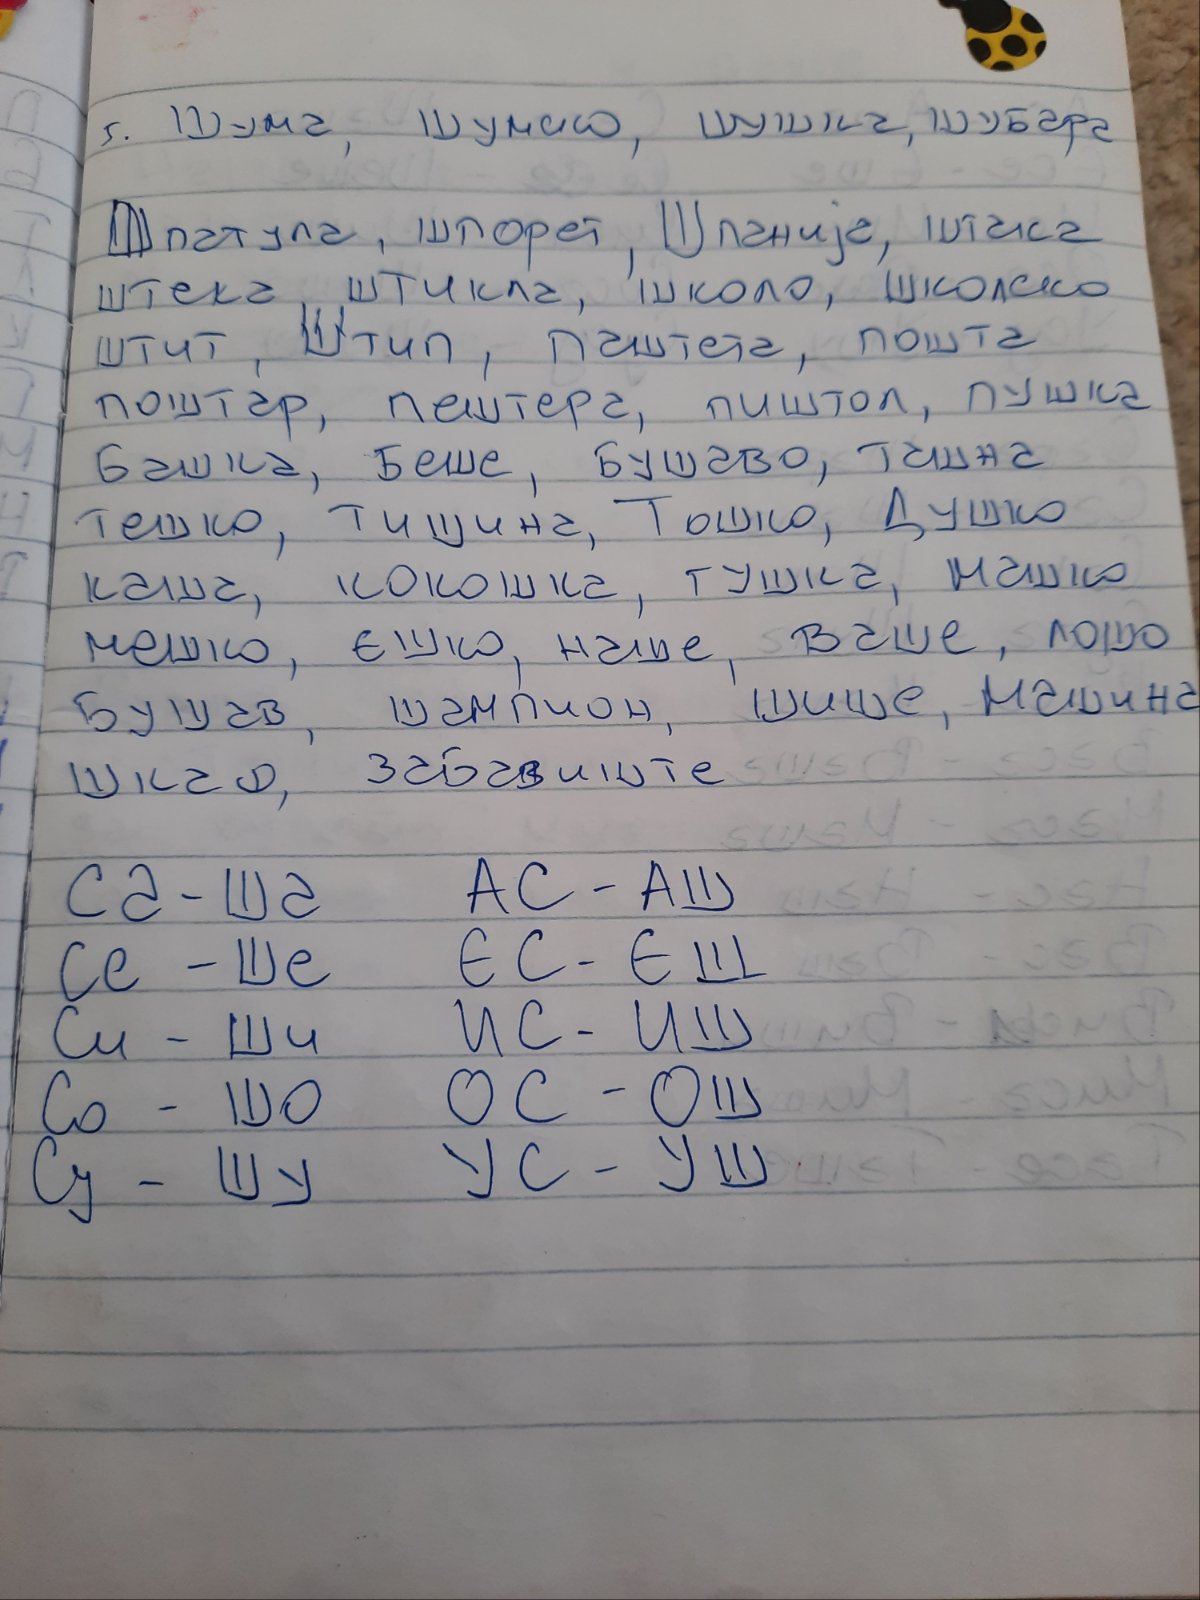 5. Шума, шумско, шушка, шубара
Шпатула, шпорет, Шпанија, штака
штека, штикла, школо, школско
штит, Штип, паштета, пошта
поштар, пештера, пиштол, пушка
башка, беше, бушаво, ташна
тешко, тишина, Тошко, Душко
каша, кокошка, тушка, машко
мешко, ешко, наше, ваше, лошо
бушав, шампион, шише, машина
шкаф, забавиште
Са - Ша АС - АШ
Се - Ше ЕС - ЕШ
Си - Ши ИС - ИШ
Со - ШО ОС - ОШ
Су - Шу УС - УШ